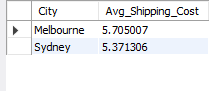 City Avg_Shipping_Cost
Melbourne 5.705007
Sydney 5.371306